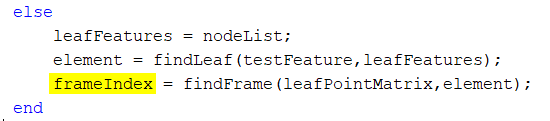 else
leafFeatures = nodeList;
element = findLeaf(testFeature,leafFeatures);
frameIndex = findFrame(leafPointMatrix,element);
end